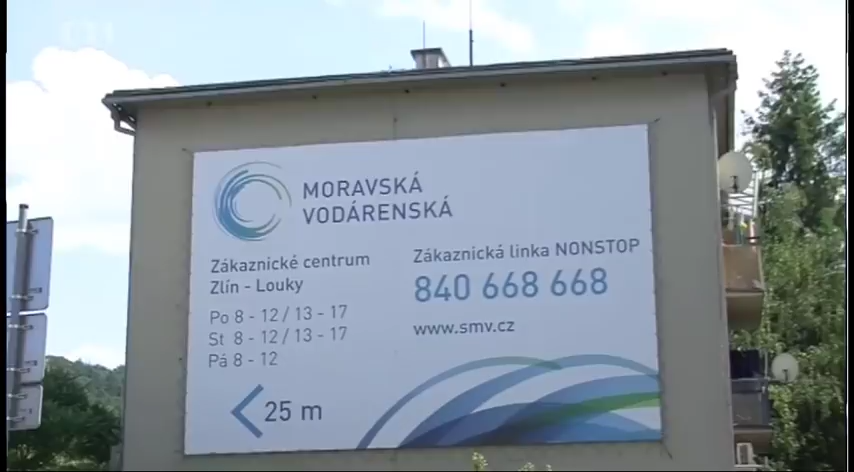 MORAVSKÁ
VODÁRENSKÁ
Zákaznické centrum
Zlín - Louky
Po 8 - 12 / 13 - 17
St 8 - 12 / 13 - 17
Pá 8 - 12
25 m
Zákaznická linka NONSTOP
840 668 668
www.smv.cz